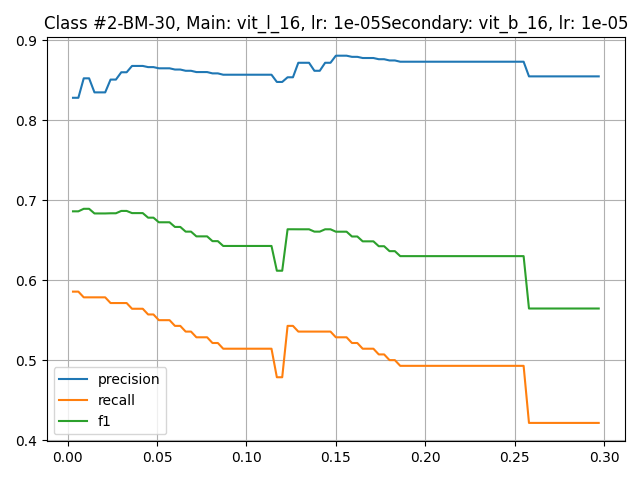 Class #2-BM-30, Main: vit_l_16, lr: 1e-05Secondary: vit_b_16, lr: 1e-05
0.9
0.8
0.7
0.6
0.5
0.4
precision
recall
f1
0.00 0.05 0.10 0.15 0.20 0.25 0.30